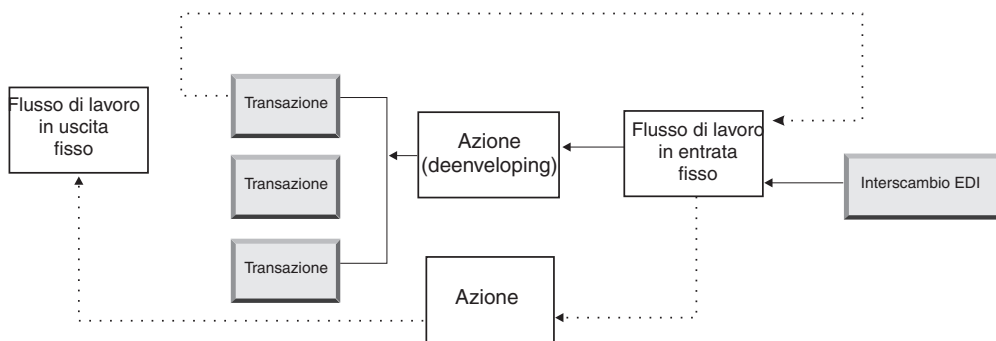 Flusso di lavoro
in uscita
fisso
Transazione
Transazione
Transazione
Azione
(deenveloping)
Flusso di lavoro
in entrata
fisso
Interscambio EDI
Azione